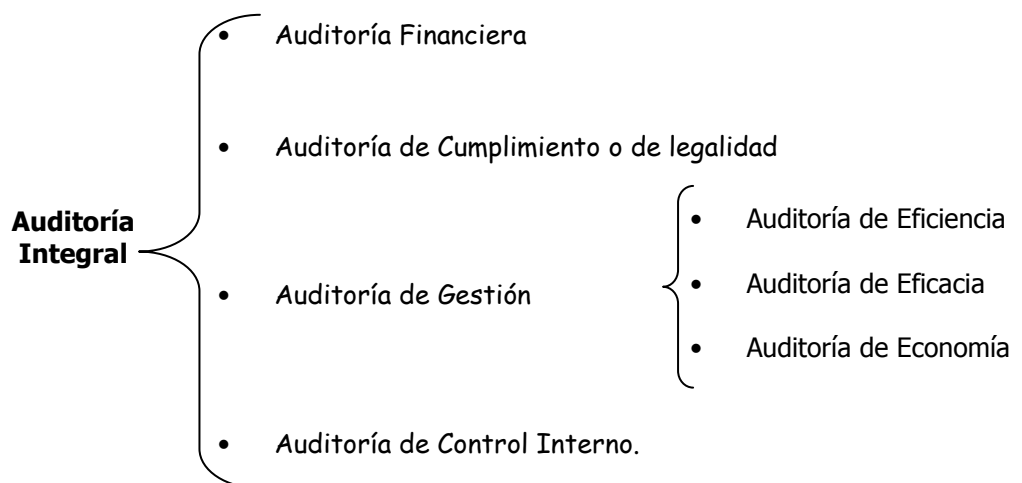 Auditoría
Integral
• Auditoría Financiera
• Auditoría de Cumplimiento o de legalidad
• Auditoría de Gestión
• Auditoría de Eficiencia
• Auditoría de Eficacia
• Auditoría de Economía
• Auditoría de Control Interno.